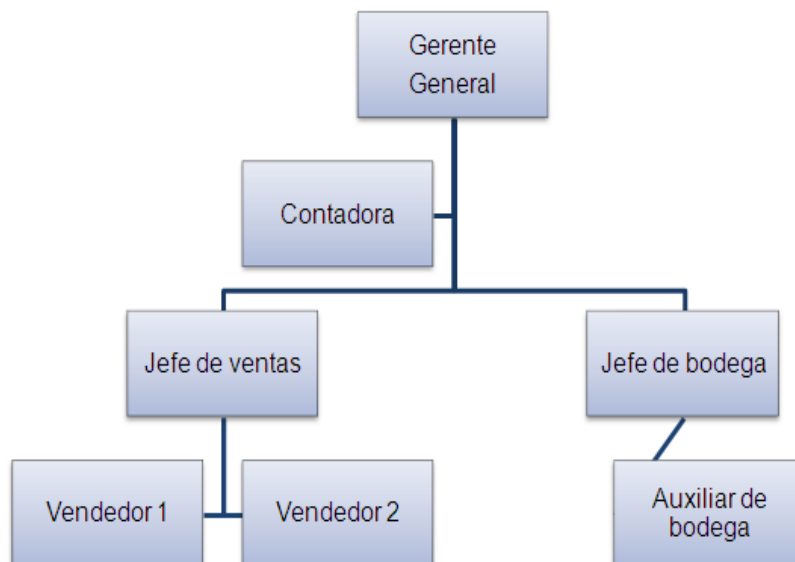 Gerente
General
Contadora
Jefe de ventas
Jefe de bodega
Vendedor 1
Vendedor 2
Auxiliar de
bodega